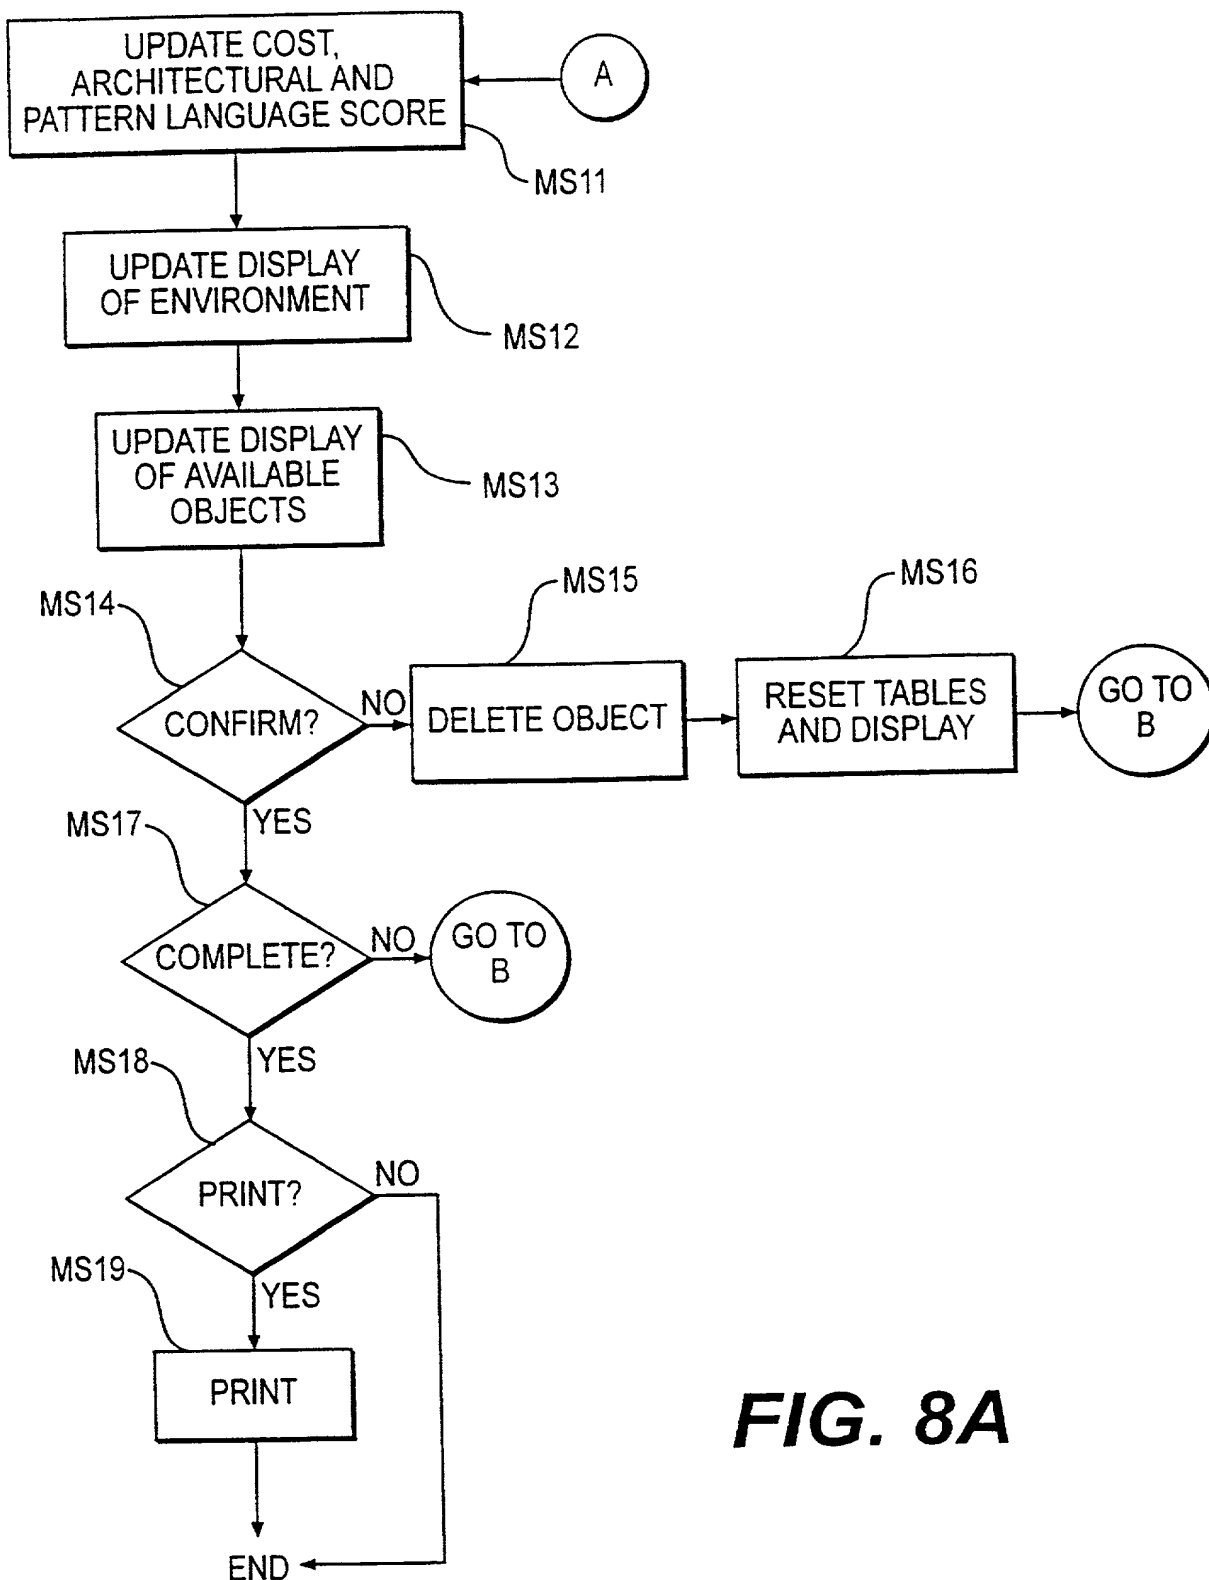 UPDATE COST,
ARCHITECTURAL AND
PATTERN LANGUAGE SCORE
A
MS11
UPDATE DISPLAY
OF ENVIRONMENT
MS12
UPDATE DISPLAY
OF AVAILABLE
OBJECTS
MS13
MS14
CONFIRM?
NO
MS15
DELETE OBJECT
MS16
RESET TABLES
AND DISPLAY
GO TO
B
YES
MS17
COMPLETE?
NO
GO TO
B
YES
MS18
PRINT?
NO
YES
MS19
PRINT
END
FIG. 8A